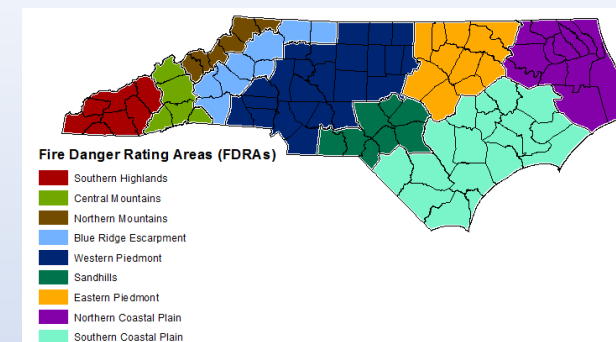 Fire Danger Rating Areas (FDRAs)
Southern Highlands
Central Mountains
Northern Mountains
Blue Ridge Escarpment
Western Piedmont
Sandhills
Eastern Piedmont
Northern Coastal Plain
Southern Coastal Plain